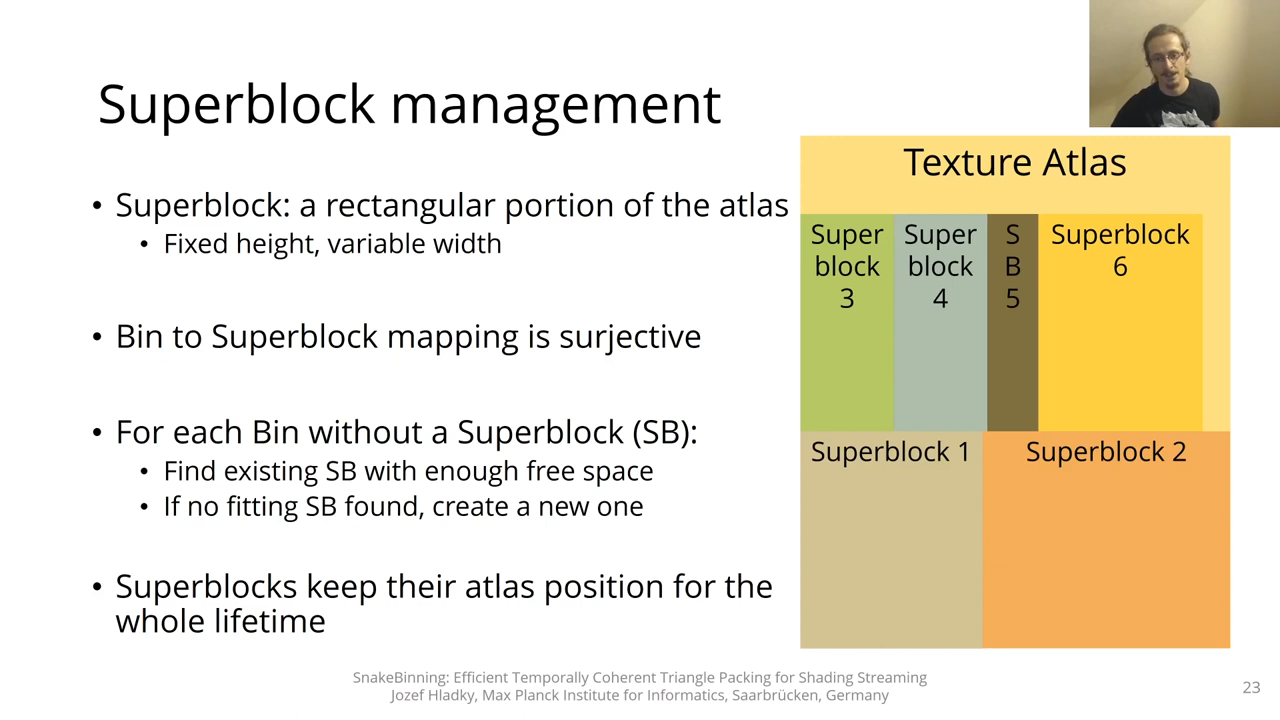 Superblock management
• Superblock: a rectangular portion of the atlas
• Fixed height, variable width
• Bin to Superblock mapping is surjective
• For each Bin without a Superblock (SB):
• Find existing SB with enough free space
• If no fitting SB found, create a new one
• Superblocks keep their atlas position for the
whole lifetime
Texture Atlas
Super
block
3
Super
block
4
S
B
5
Superblock
6
Superblock 1
Superblock 2
SnakeBinning: Efficient Temporally Coherent Triangle Packing for Shading Streaming
Jozef Hladky, Max Planck Institute for Informatics, Saarbrücken, Germany
23